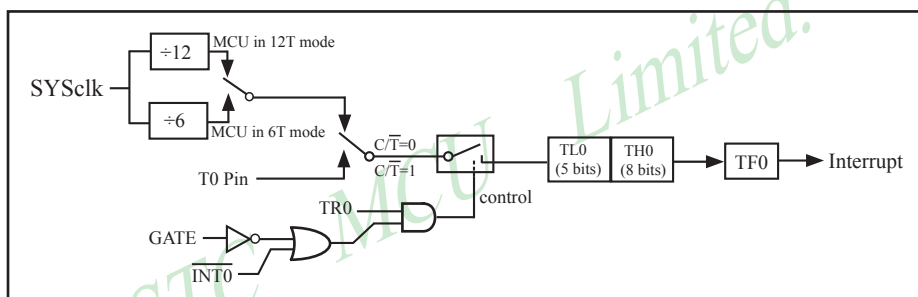 ÷12
MCU in 12T mode
SYSclk
÷6
MCU in 6T mode
C/T̅=0
C/T̅=1
T0 Pin
TL0
(5 bits)
TH0
(8 bits)
TF0
Interrupt
control
TR0
GATE
I̅N̅T̅0̅
STC MCU Limited.